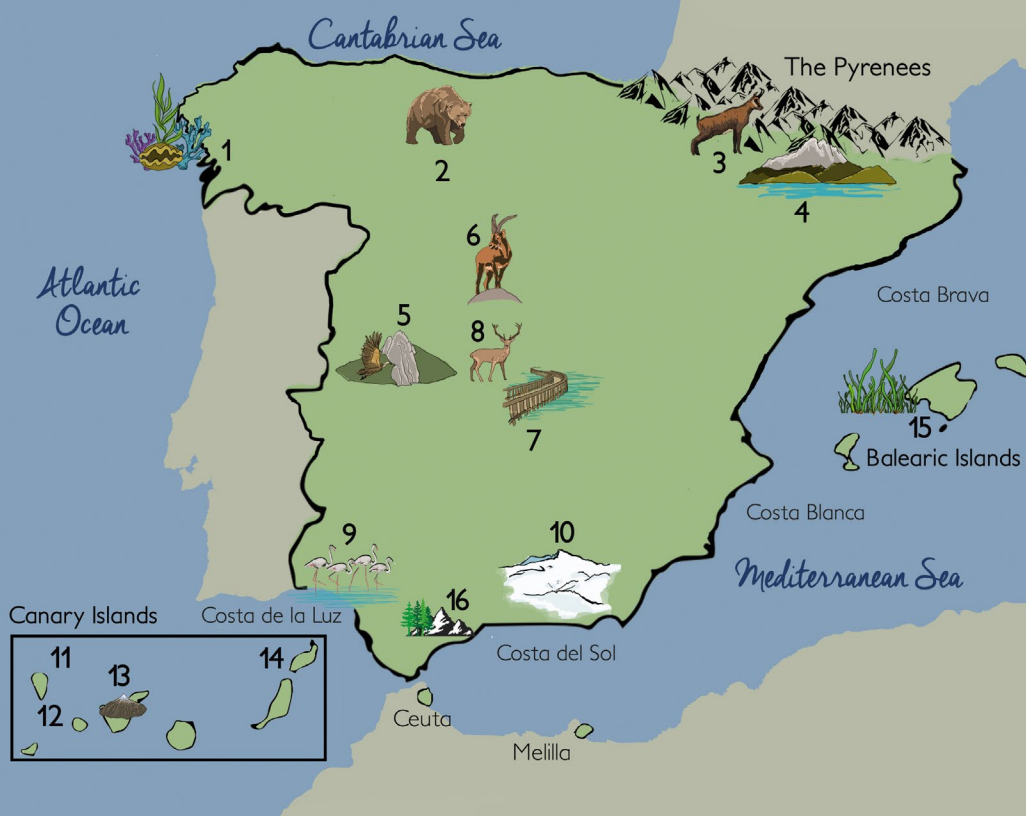 Cantabrian Sea
The Pyrenees
1
2
3
4
6
Atlantic
Ocean
Costa Brava
5
8
7
15
Balearic Islands
Costa Blanca
9
10
Mediterranean Sea
16
Canary Islands
Costa de la Luz
Costa del Sol
11
14
13
12
Ceuta
Melilla